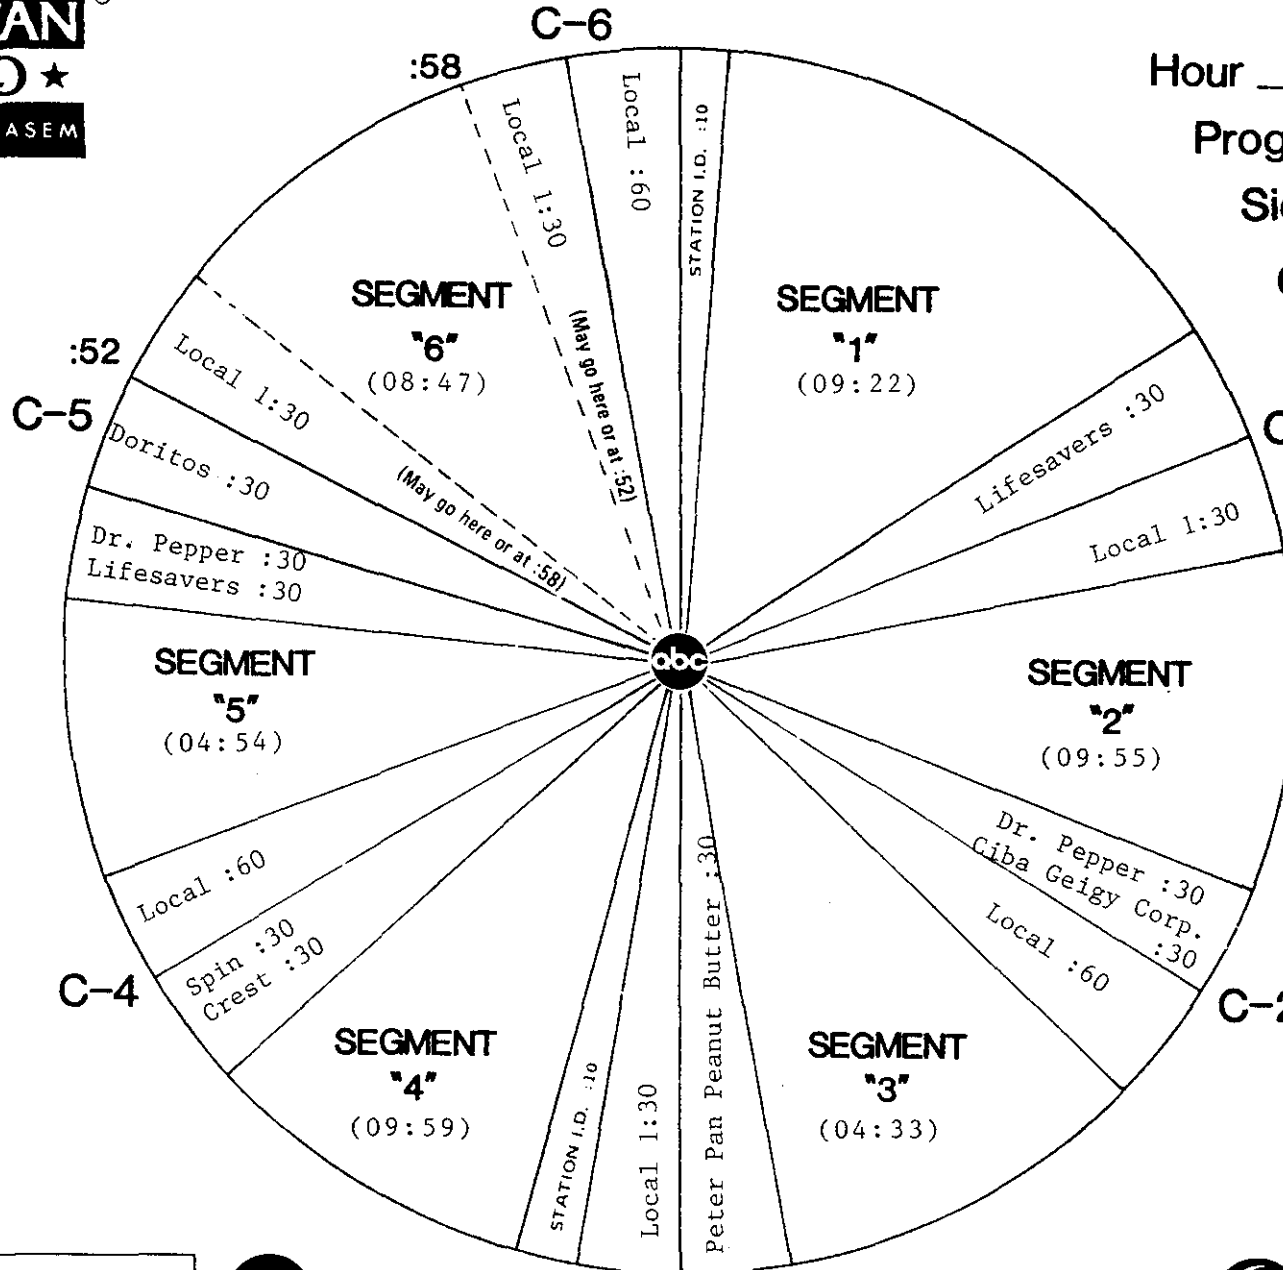 C-6
:58
Hour
ASEM
Local :60
STATION I.D. :10
Local 1:30
(May go here or at :52)
SEGMENT
"6"
(08:47)
SEGMENT
"1"
(09:22)
:52
C-5
Local 1:30
(May go here or at :58)
Doritos :30
Dr. Pepper :30
Lifesavers :30
Lifesavers :30
Local 1:30
abc
SEGMENT
"5"
(04:54)
SEGMENT
"2"
(09:55)
Dr. Pepper :30
Ciba Geigy Corp.
:30
Local :60
Local :60
Spin :30
Crest :30
C-4
C-2
SEGMENT
"4"
(09:59)
STATION I.D. :10
Local 1:30
Peter Pan Peanut Butter :30
SEGMENT
"3"
(04:33)